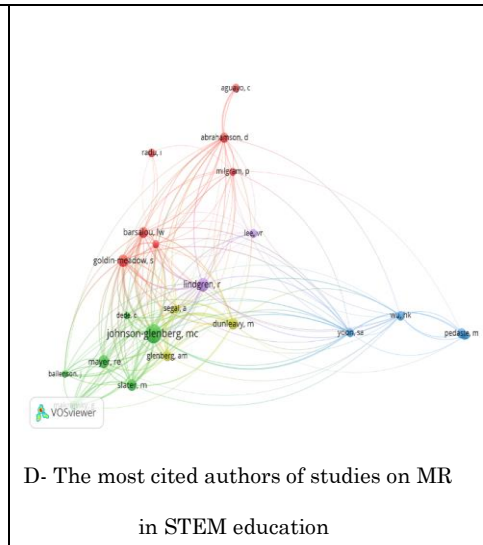 aguayo, c
abrahamson, d
radu, i
milgram, p
barsalou, lw
lee, vr
goldin-meadow, s
lindgren, r
segal, a
dede, c
dunleavy, m
johnson-glenberg, mc
wu, hk
yoon, sa
pedaste, m
glenberg, am
mayer, re
bailenson, j
slater, m
VOSviewer
D- The most cited authors of studies on MR
in STEM education